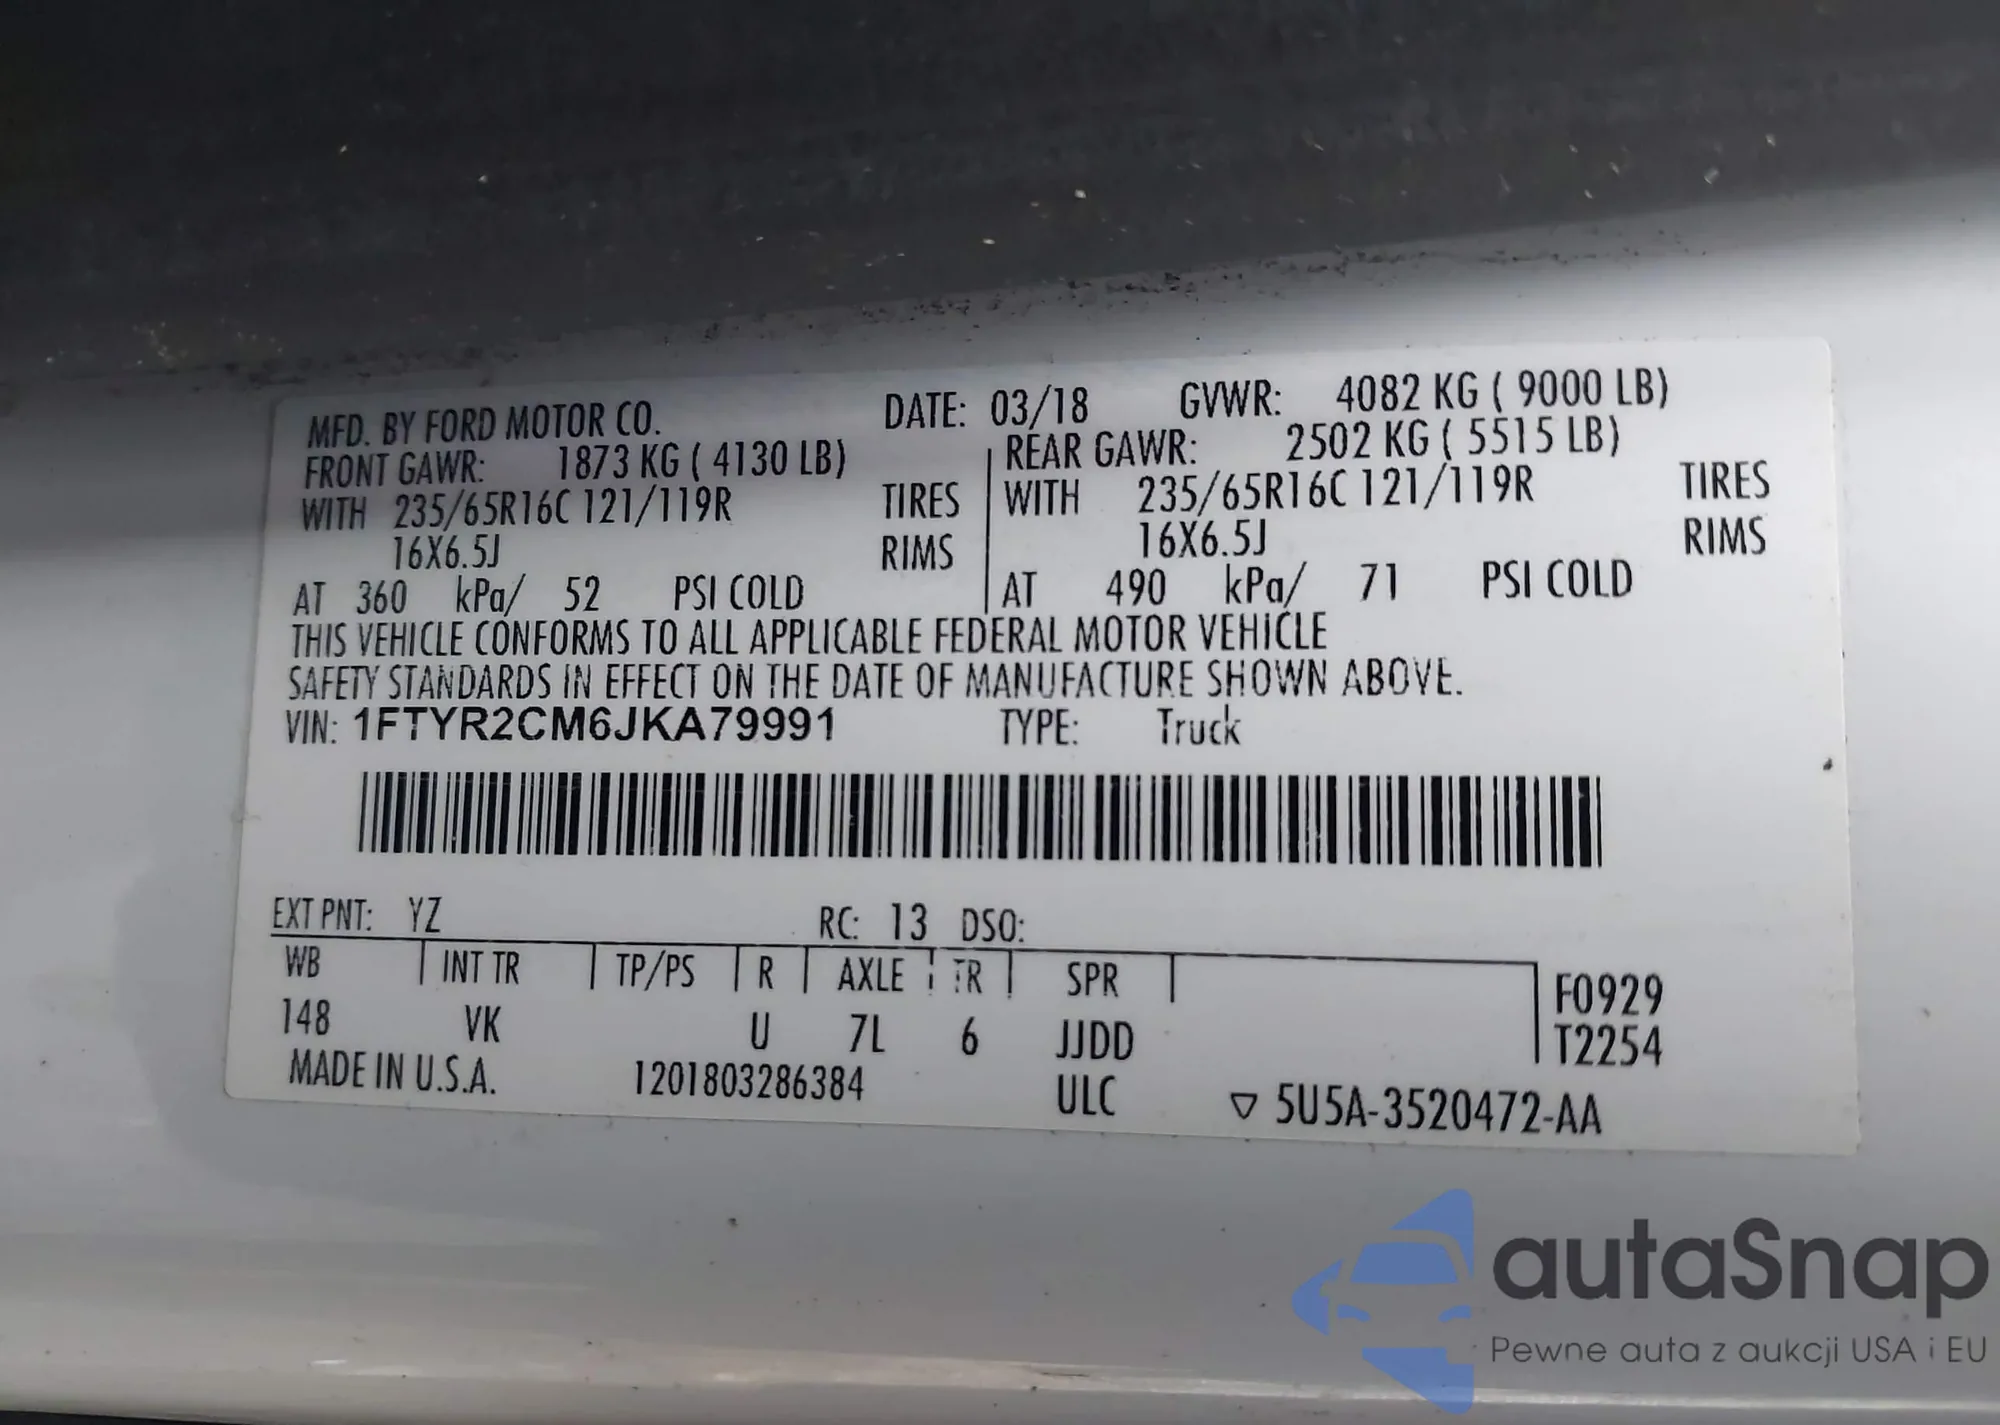 MFD. BY FORD MOTOR CO. DATE: 03/18 GVWR: 4082 KG ( 9000 LB)
FRONT GAWR: 1873 KG ( 4130 LB) REAR GAWR: 2502 KG ( 5515 LB)
WITH 235/65R16C 121/119R TIRES WITH 235/65R16C 121/119R TIRES
16X6.5J RIMS 16X6.5J RIMS
AT 360 kPa/ 52 PSI COLD AT 490 kPa/ 71 PSI COLD
THIS VEHICLE CONFORMS TO ALL APPLICABLE FEDERAL MOTOR VEHICLE
SAFETY STANDARDS IN EFFECT ON THE DATE OF MANUFACTURE SHOWN ABOVE.
VIN: 1FTYR2CM6JKA79991 TYPE: Truck
EXT PNT: YZ RC: 13 DSO:
WB INT TR TP/PS R AXLE TR SPR F0929
148 VK U 7L 6 JJDD T2254
MADE IN U.S.A. 1201803286384 ULC ▽ 5U5A-3520472-AA
autaSnap
Pewne auta z aukcji USA i EU